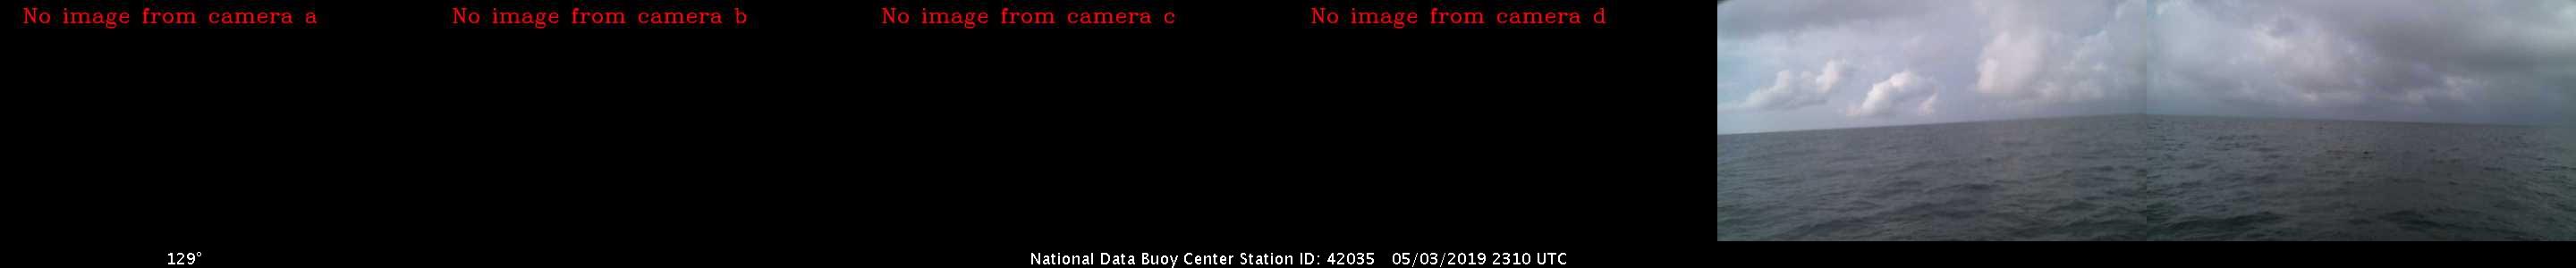 No image from camera a
No image from camera b
No image from camera c
No image from camera d
129°
National Data Buoy Center Station ID: 42035 05/03/2019 2310 UTC